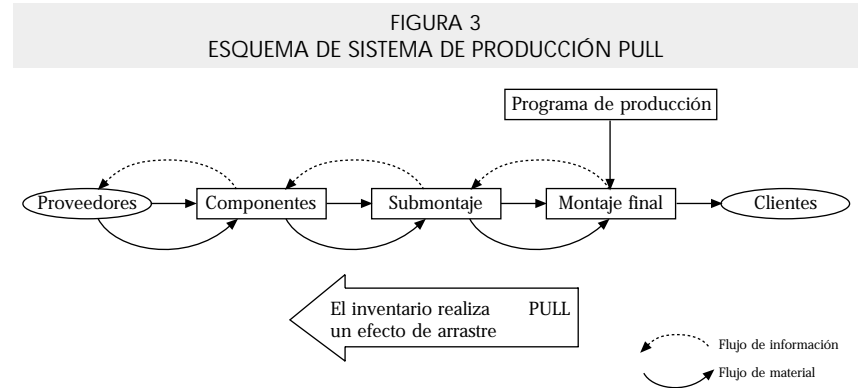 FIGURA 3
ESQUEMA DE SISTEMA DE PRODUCCIÓN PULL
Programa de producción
Proveedores
Componentes
Submontaje
Montaje final
Clientes
El inventario realiza
un efecto de arrastre
PULL
Flujo de información
Flujo de material